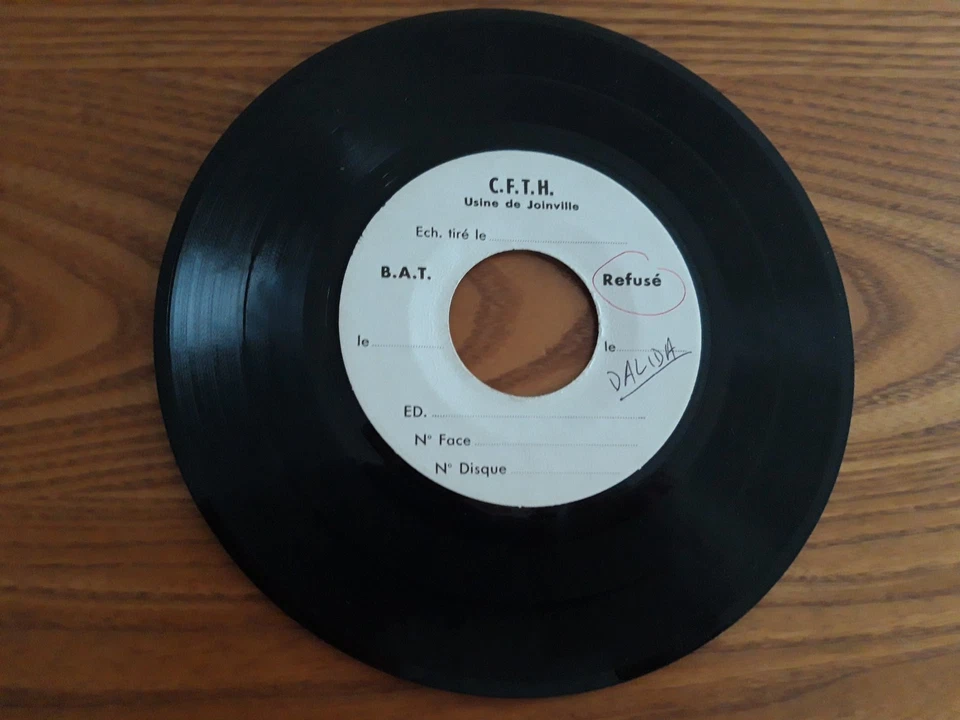 C.F.T.H.
Usine de Joinville
Ech. tiré le
B.A.T. Refusé
le le
DALIDA
ED.
N° Face
N° Disque